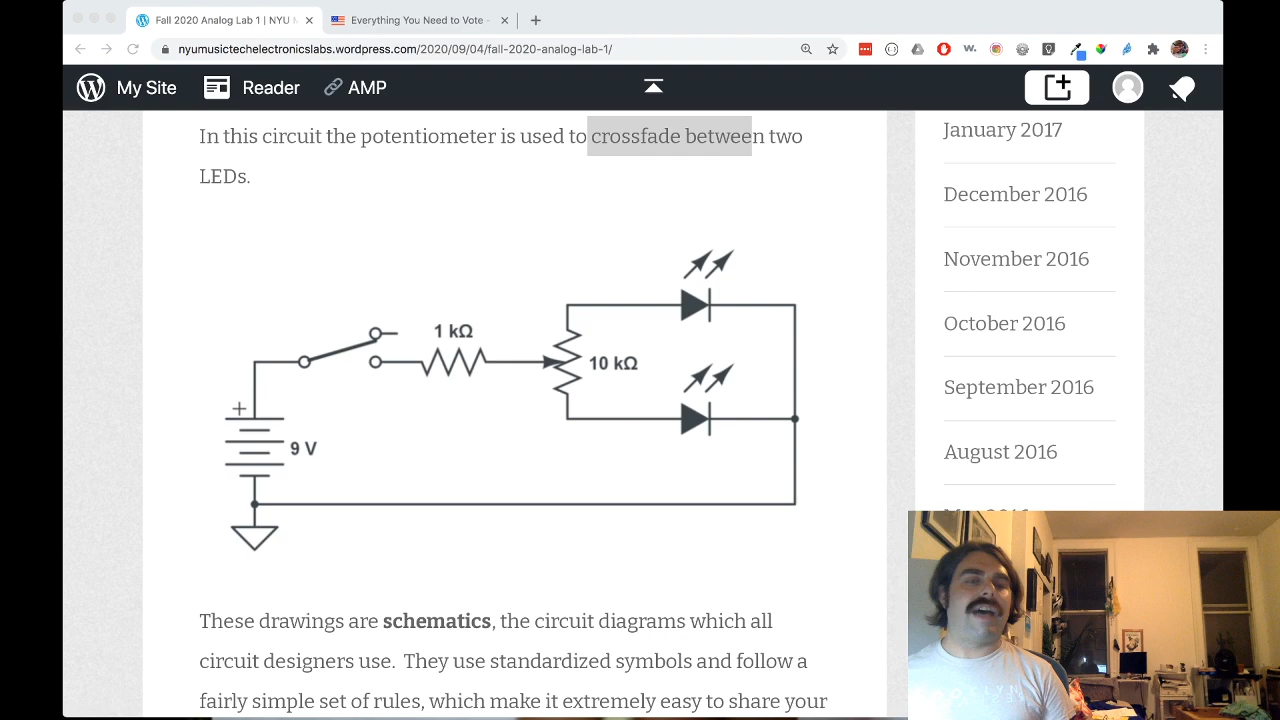 Fall 2020 Analog Lab 1 | NYU M
Everything You Need to Vote -
nyumusictechelectronicslabs.wordpress.com/2020/09/04/fall-2020-analog-lab-1/
My Site
Reader
AMP
In this circuit the potentiometer is used to crossfade between two
LEDs.
1 kΩ
10 kΩ
+
9 V
These drawings are schematics, the circuit diagrams which all
circuit designers use. They use standardized symbols and follow a
fairly simple set of rules, which make it extremely easy to share your
January 2017
December 2016
November 2016
October 2016
September 2016
August 2016